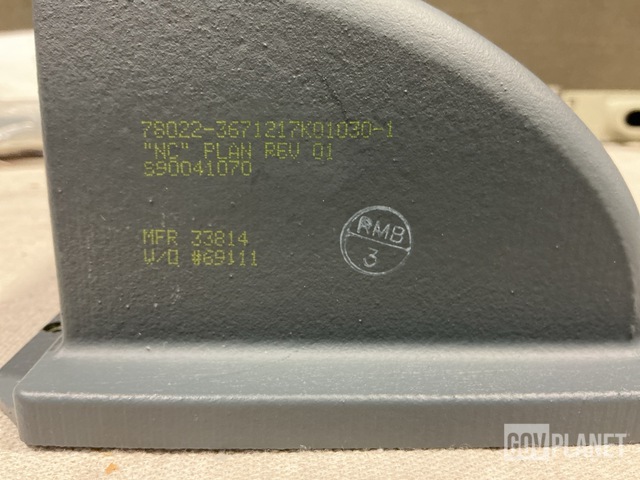 78022-3671217K01030-1
"NC" PLAN REV 01
S90041070
MFR 33814
W/O #69111
RMB
3
GOVPLANET